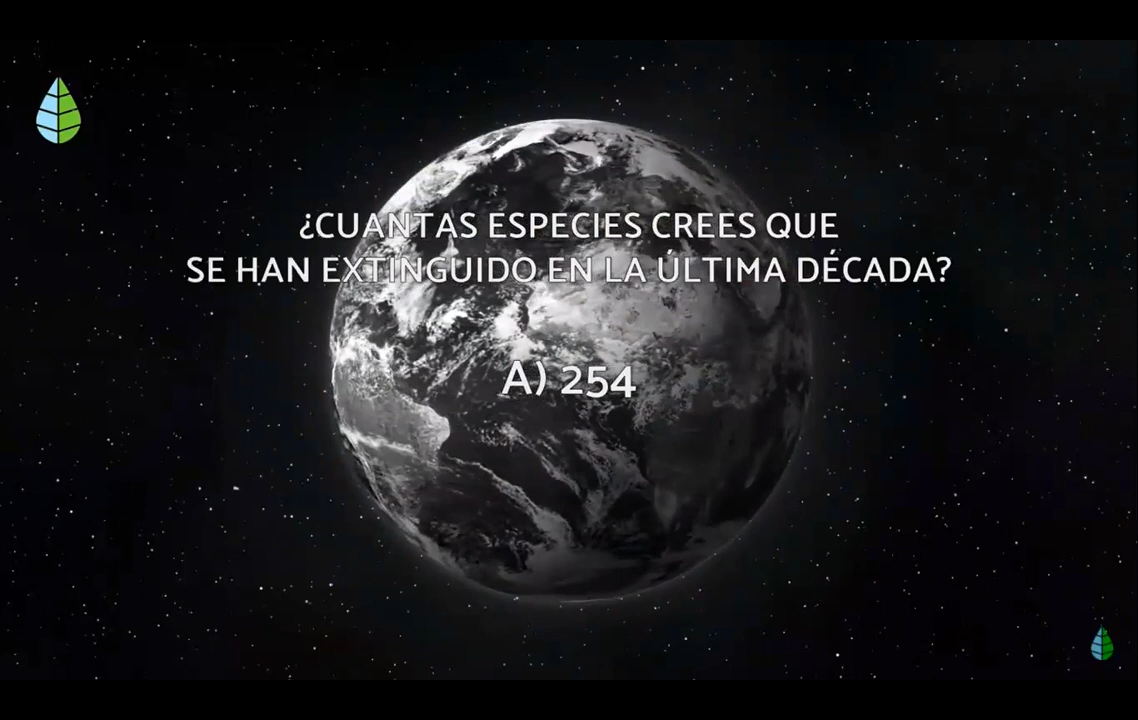 ¿CUANTAS ESPECIES CREES QUE
SE HAN EXTINGUIDO EN LA ÚLTIMA DÉCADA?
A) 254